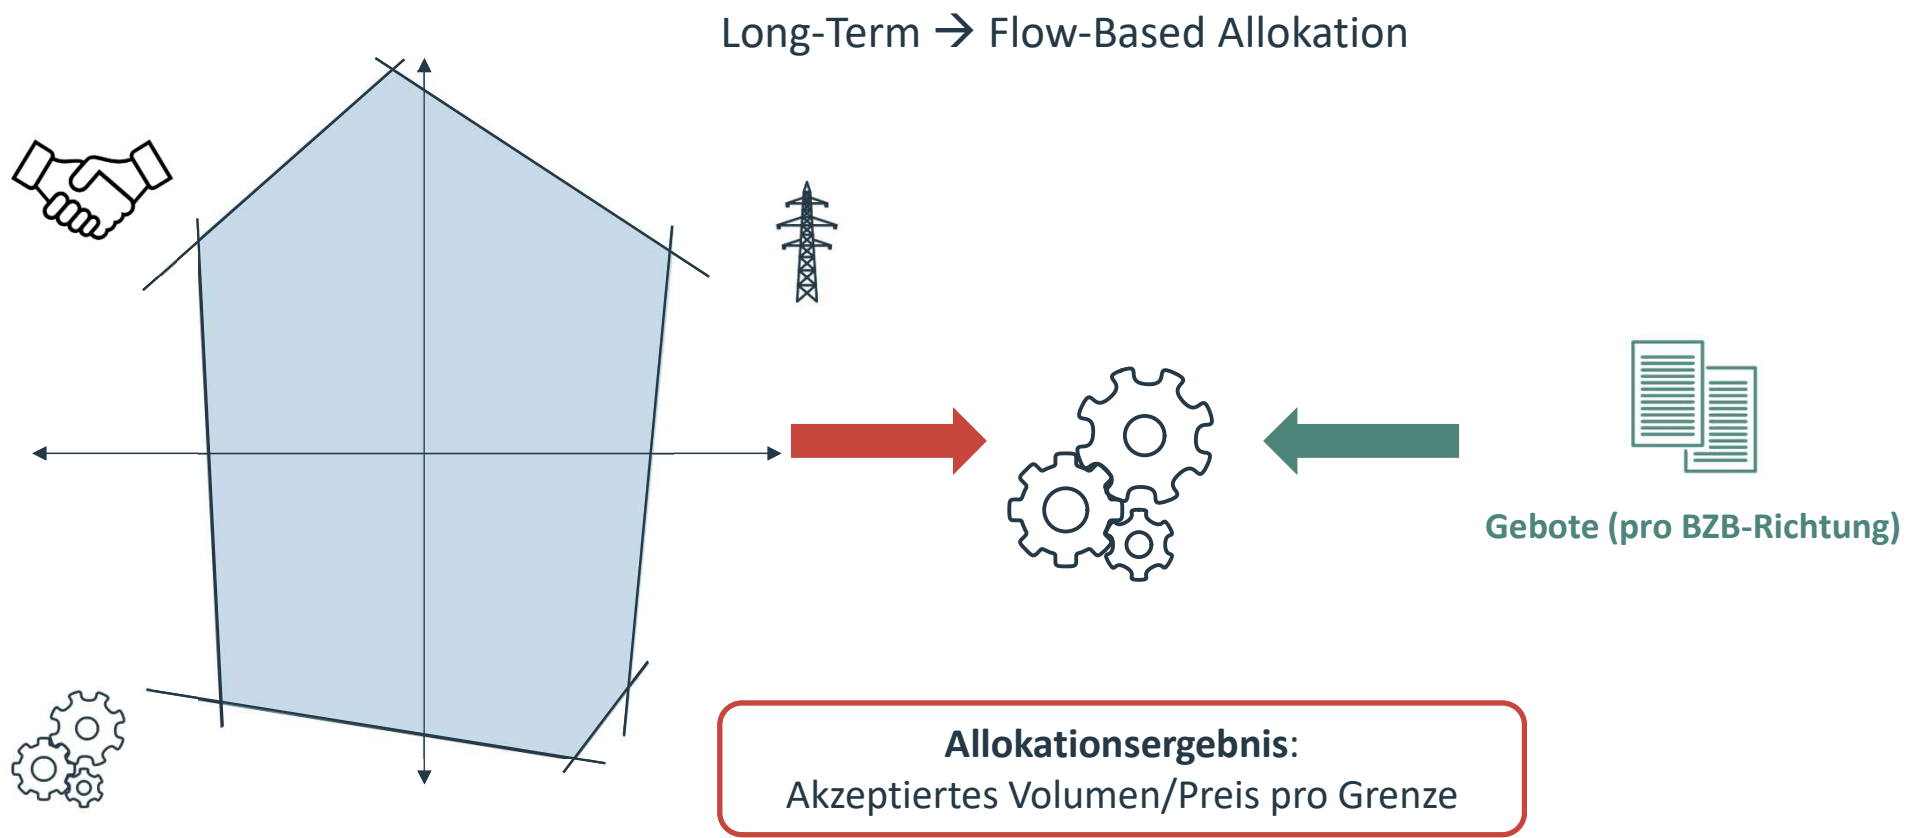 Long-Term → Flow-Based Allokation
Gebote (pro BZB-Richtung)
Allokationsergebnis:
Akzeptiertes Volumen/Preis pro Grenze